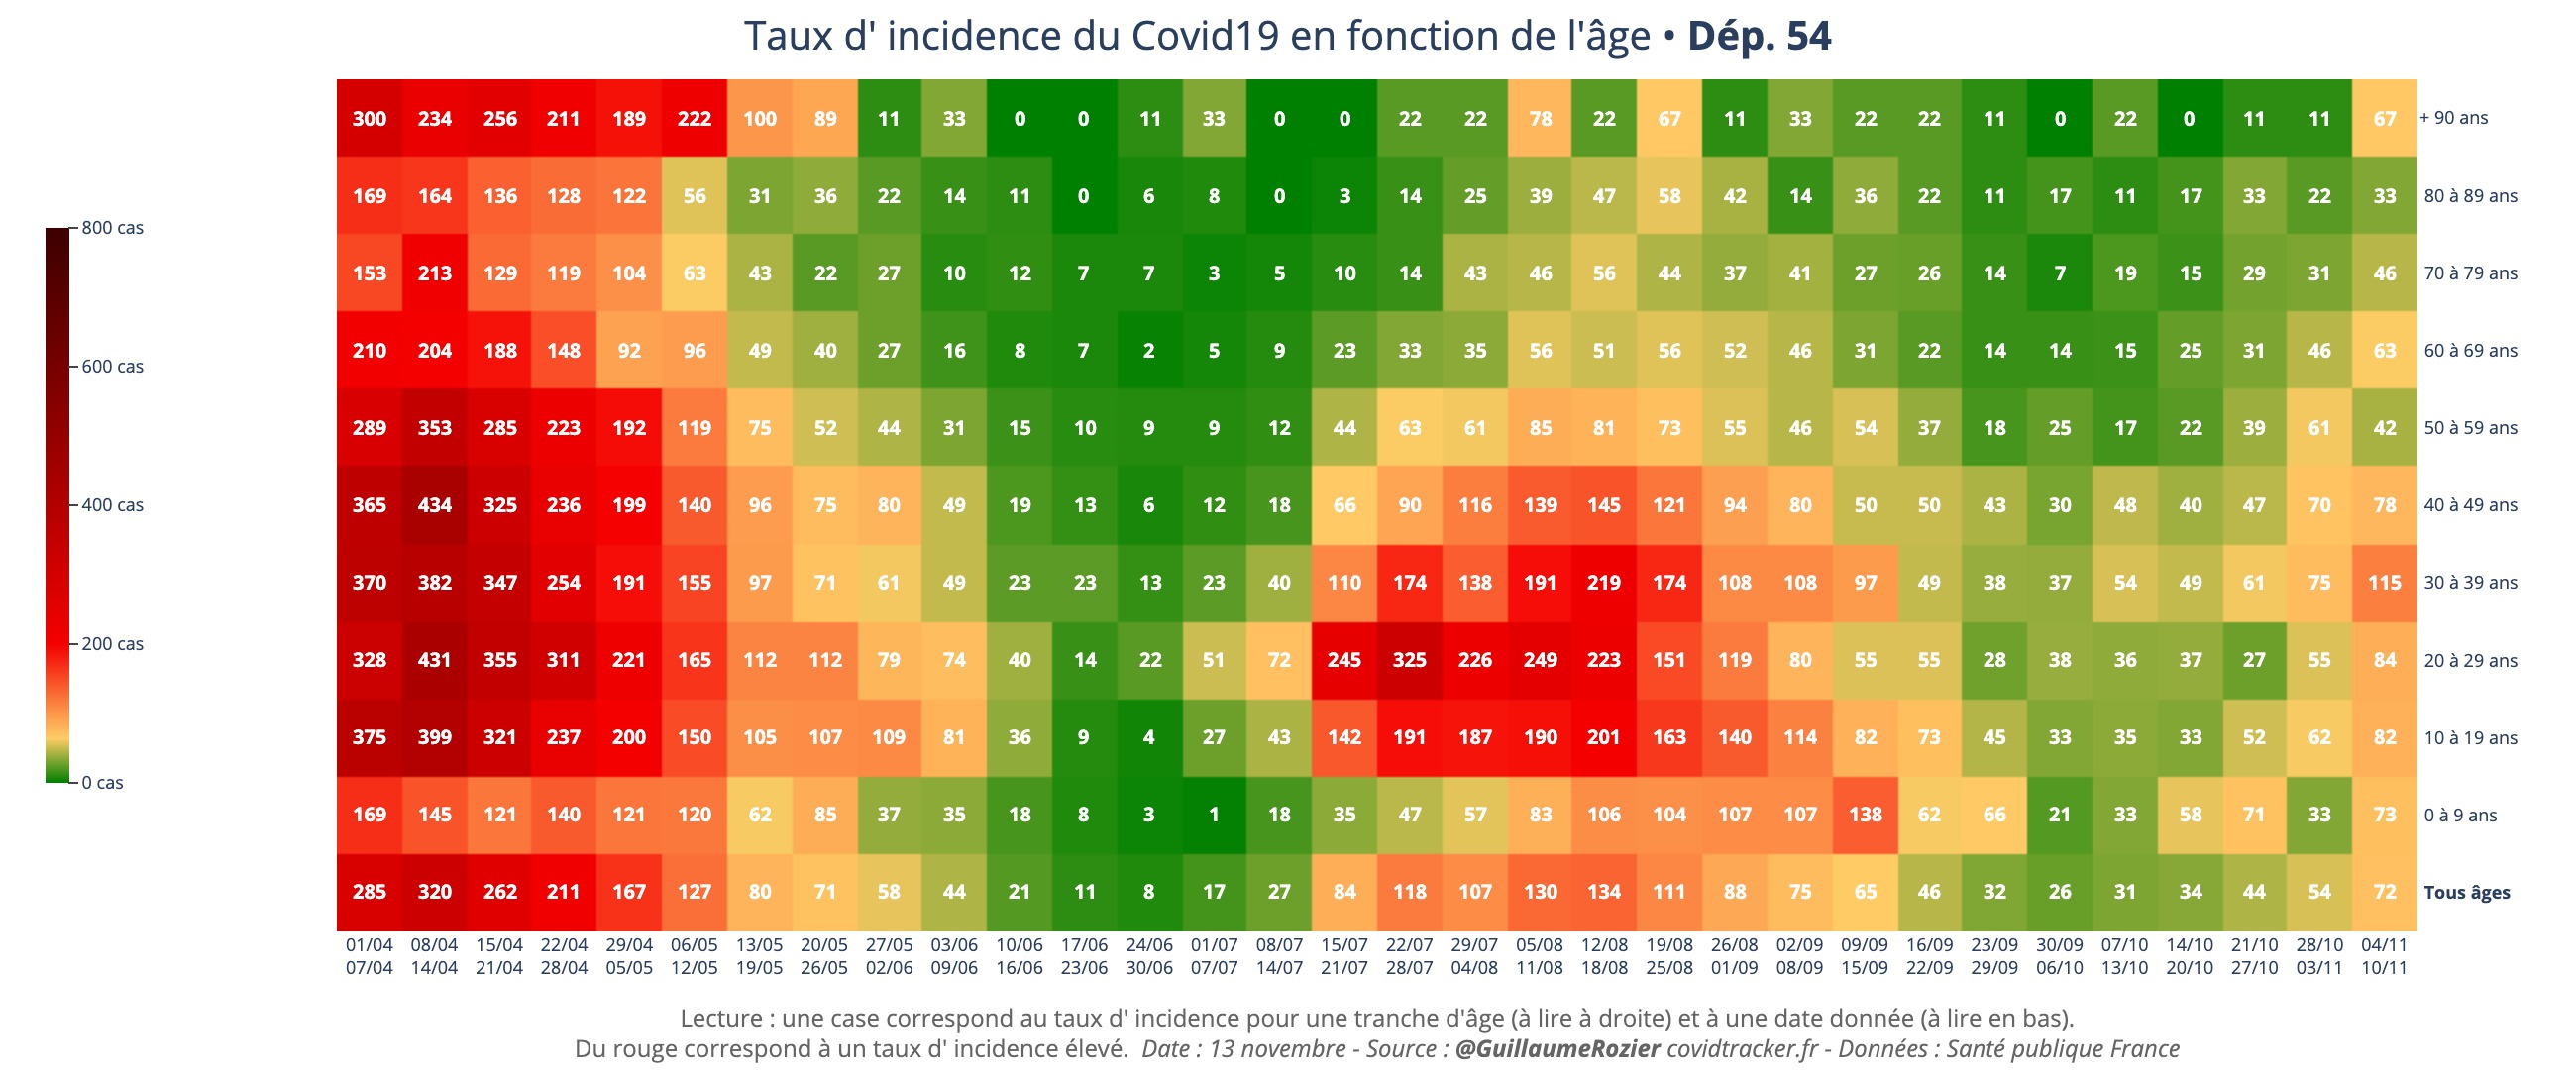 Taux d' incidence du Covid19 en fonction de l'âge • Dép. 54
300 234 256 211 189 222 100 89 11 33 0 0 11 33 0 0 22 22 78 22 67 11 33 22 22 11 0 22 0 11 11 67 + 90 ans
169 164 136 128 122 56 31 36 22 14 11 0 6 8 0 3 14 25 39 47 58 42 14 36 22 11 17 11 17 33 22 33 80 à 89 ans
800 cas
153 213 129 119 104 63 43 22 27 10 12 7 7 3 5 10 14 43 46 56 44 37 41 27 26 14 7 19 15 29 31 46 70 à 79 ans
210 204 188 148 92 96 49 40 27 16 8 7 2 5 9 23 33 35 56 51 56 52 46 31 22 14 14 15 25 31 46 63 60 à 69 ans
600 cas
289 353 285 223 192 119 75 52 44 31 15 10 9 9 12 44 63 61 85 81 73 55 46 54 37 18 25 17 22 39 61 42 50 à 59 ans
400 cas
365 434 325 236 199 140 96 75 80 49 19 13 6 12 18 66 90 116 139 145 121 94 80 50 50 43 30 48 40 47 70 78 40 à 49 ans
370 382 347 254 191 155 97 71 61 49 23 23 13 23 40 110 174 138 191 219 174 108 108 97 49 38 37 54 49 61 75 115 30 à 39 ans
200 cas
328 431 355 311 221 165 112 112 79 74 40 14 22 51 72 245 325 226 249 223 151 119 80 55 55 28 38 36 37 27 55 84 20 à 29 ans
375 399 321 237 200 150 105 107 109 81 36 9 4 27 43 142 191 187 190 201 163 140 114 82 73 45 33 35 33 52 62 82 10 à 19 ans
0 cas
169 145 121 140 121 120 62 85 37 35 18 8 3 1 18 35 47 57 83 106 104 107 107 138 62 66 21 33 58 71 33 73 0 à 9 ans
285 320 262 211 167 127 80 71 58 44 21 11 8 17 27 84 118 107 130 134 111 88 75 65 46 32 26 31 34 44 54 72 Tous âges
01/04 08/04 15/04 22/04 29/04 06/05 13/05 20/05 27/05 03/06 10/06 17/06 24/06 01/07 08/07 15/07 22/07 29/07 05/08 12/08 19/08 26/08 02/09 09/09 16/09 23/09 30/09 07/10 14/10 21/10 28/10 04/11
07/04 14/04 21/04 28/04 05/05 12/05 19/05 26/05 02/06 09/06 16/06 23/06 30/06 07/07 14/07 21/07 28/07 04/08 11/08 18/08 25/08 01/09 08/09 15/09 22/09 29/09 06/10 13/10 20/10 27/10 03/11 10/11
Lecture : une case correspond au taux d' incidence pour une tranche d'âge (à lire à droite) et à une date donnée (à lire en bas).
Du rouge correspond à un taux d' incidence élevé. Date : 13 novembre - Source : @GuillaumeRozier covidtracker.fr - Données : Santé publique France